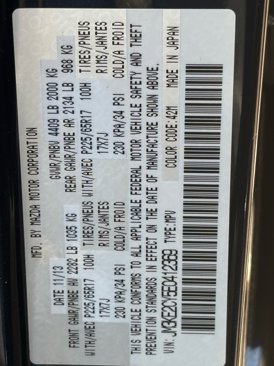 MFD. BY MAZDA MOTOR CORPORATION
DATE 11/13 GVWR/PNBV 4409 LB 2000 KG
FRONT GAWR/PNBE AV 2282 LB 1035 KG REAR GAWR/PNBE AR 2134 LB 968 KG
WITH/AVEC P225/65R17 100H TIRES/PNEUS WITH/AVEC P225/65R17 100H TIRES/PNEUS
17X7J RIMS/JANTES 17X7J RIMS/JANTES
230 KPA/34 PSI COLD/A FROID 230 KPA/34 PSI COLD/A FROID
THIS VEHICLE CONFORMS TO ALL APPLICABLE FEDERAL MOTOR VEHICLE SAFETY AND THEFT
PREVENTION STANDARDS IN EFFECT ON THE DATE OF MANUFACTURE SHOWN ABOVE.
VIN: TYPE:MPV COLOR CODE:42M MADE IN JAPAN